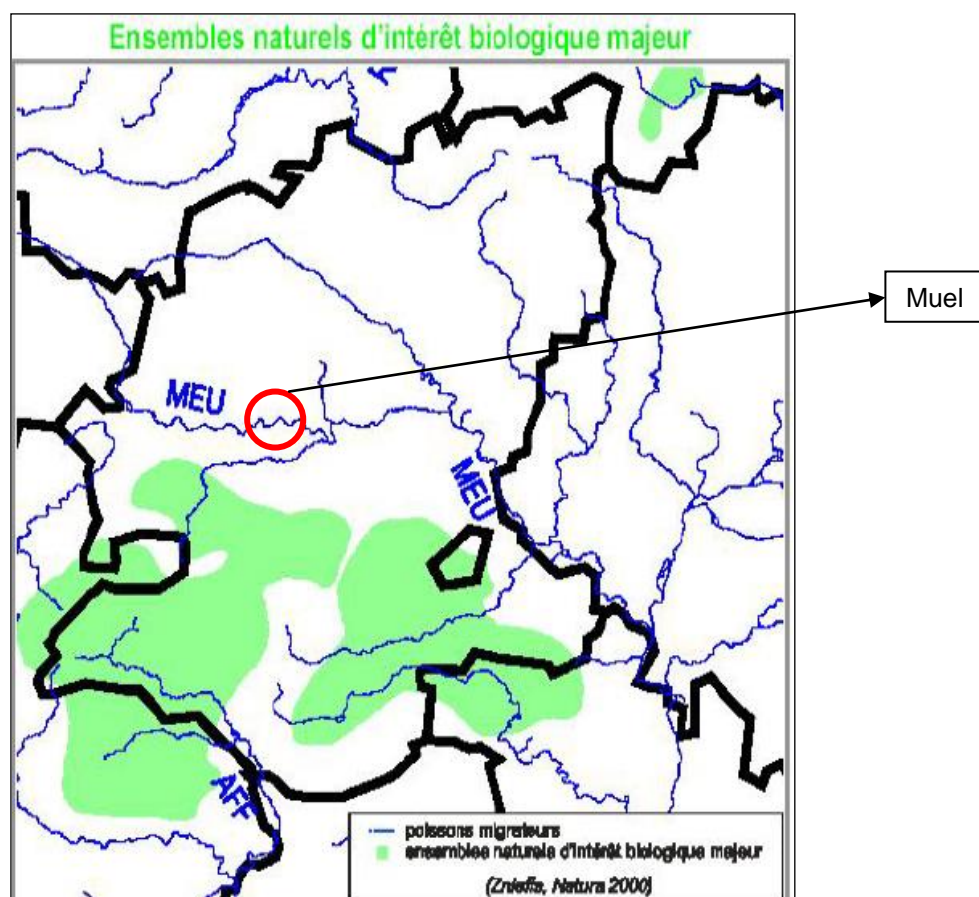 Ensembles naturels d'intérêt biologique majeur
Muel
MEU
MEU
AFF
poissons migrateurs
ensembles naturels d'intérêt biologique majeur
(Znieffs, Natura 2000)